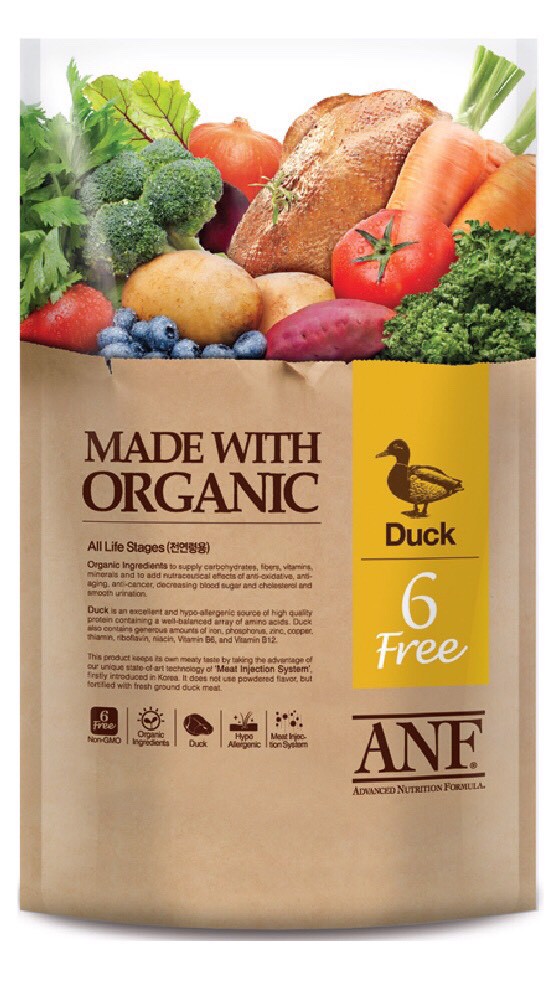 MADE WITH
ORGANIC
All Life Stages (전연령용)
Organic Ingredients to supply carbohydrates, fibers, vitamins,
minerals and to add nutraceutical effects of anti-oxidative, anti-
aging, anti-cancer, decreasing blood sugar and cholesterol and
smooth urination.
Duck is an excellent and hypo-allergenic source of high quality
protein containing a well-balanced array of amino acids. Duck
also contains generous amounts of iron, phosphorus, zinc, copper,
thiamin, riboflavin, niacin, Vitamin B6, and Vitamin B12.
This product keeps its own meaty taste by taking the advantage of
our unique state-of-art technology of 'Meat Injection System',
firstly introduced in Korea. It does not use powdered flavor, but
fortified with fresh ground duck meat.
6
Free
Non-GMO
Organic
Ingredients
Duck
Hypo
Allergenic
Meat Injec-
tion System
Duck
6
Free
ANF®
ADVANCED NUTRITION FORMULA.